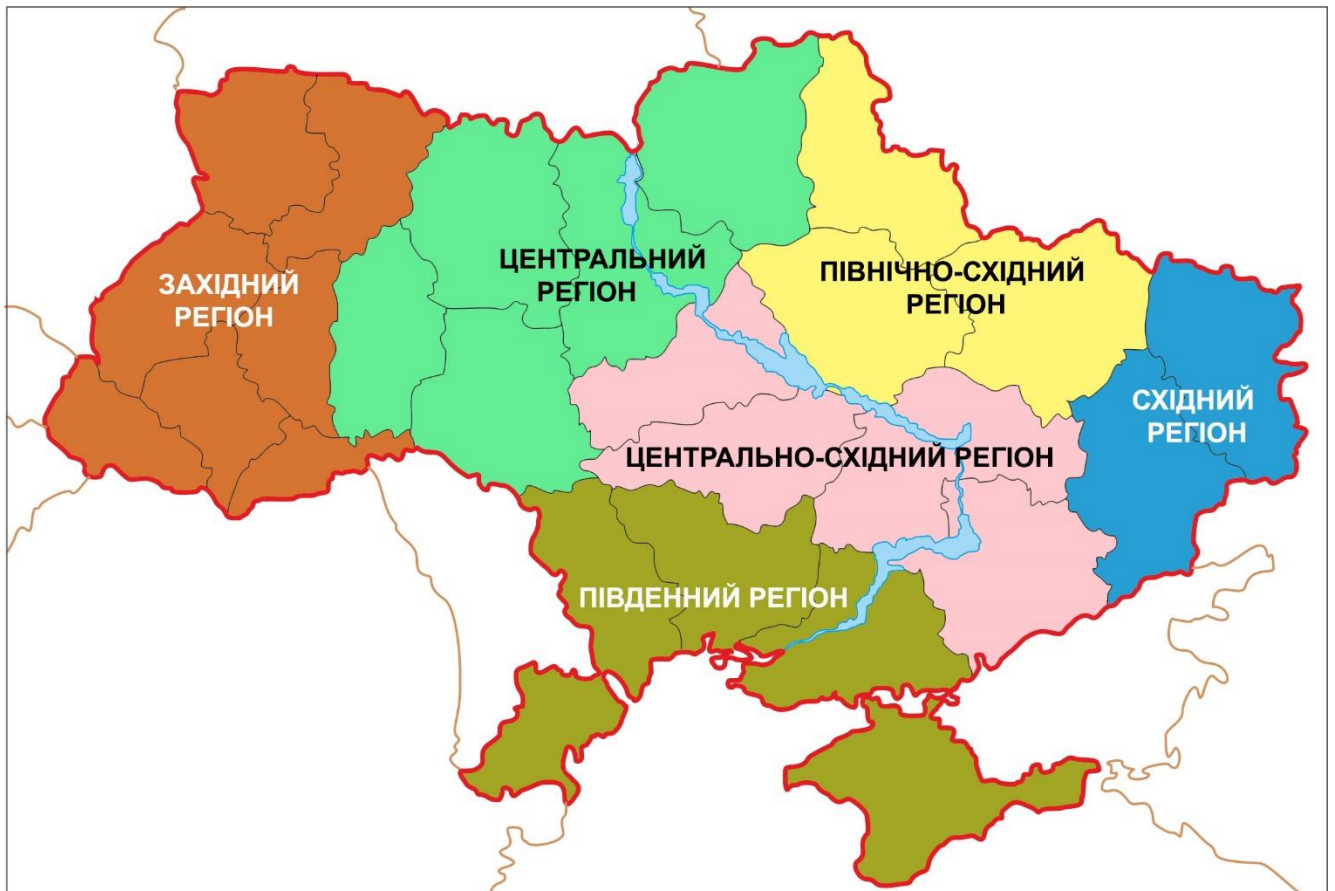 ЗАХІДНИЙ
РЕГІОН
ЦЕНТРАЛЬНИЙ
РЕГІОН
ПІВНІЧНО-СХІДНИЙ
РЕГІОН
СХІДНИЙ
РЕГІОН
ЦЕНТРАЛЬНО-СХІДНИЙ РЕГІОН
ПІВДЕННИЙ РЕГІОН